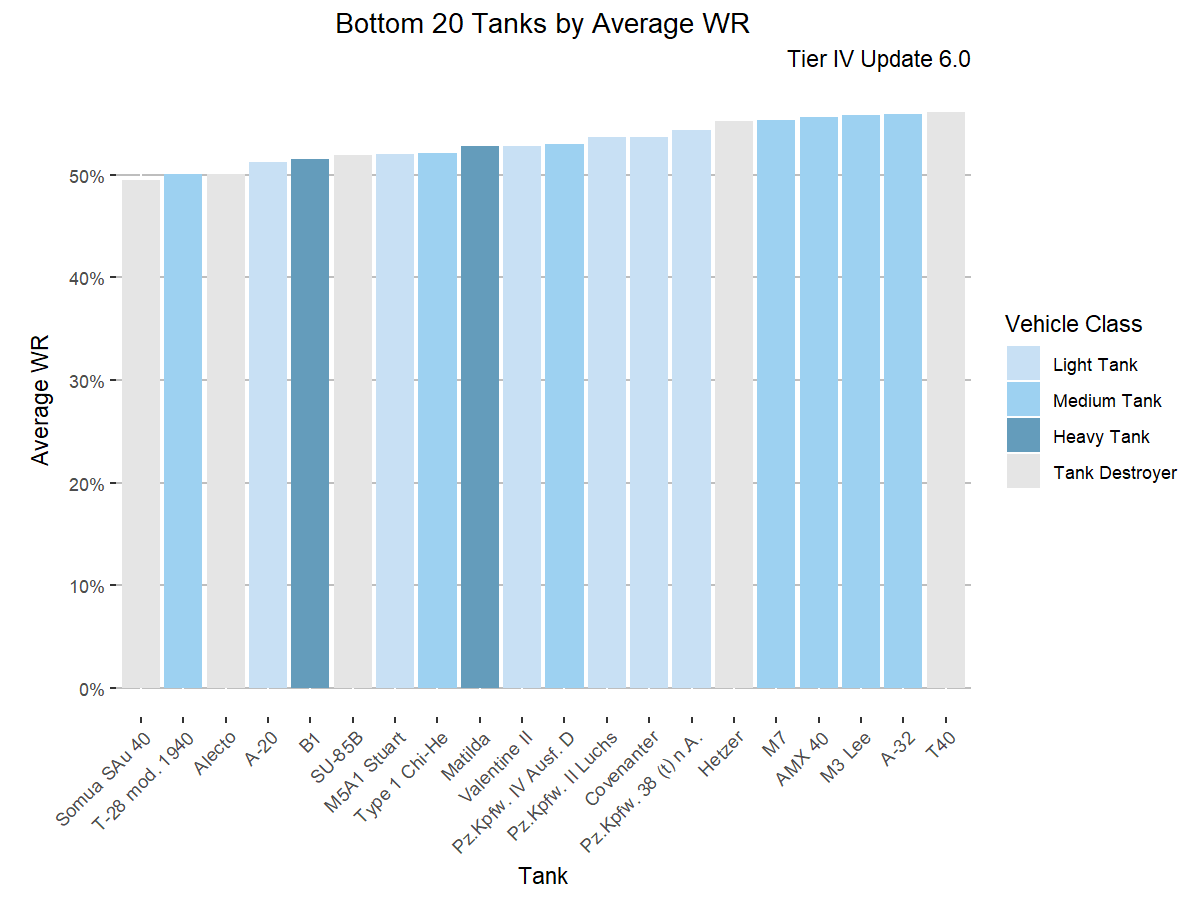 Bottom 20 Tanks by Average WR
Tier IV Update 6.0
Average WR
50%
40%
30%
20%
10%
0%
Somua SAu 40
T-28 mod. 1940
Alecto
A-20
B1
SU-85B
M5A1 Stuart
Type 1 Chi-He
Matilda
Valentine II
Pz.Kpfw. IV Ausf. D
Pz.Kpfw. II Luchs
Covenanter
Pz.Kpfw. 38 (t) n.A.
Hetzer
M7
AMX 40
M3 Lee
A-32
T40
Tank
Vehicle Class
Light Tank
Medium Tank
Heavy Tank
Tank Destroyer